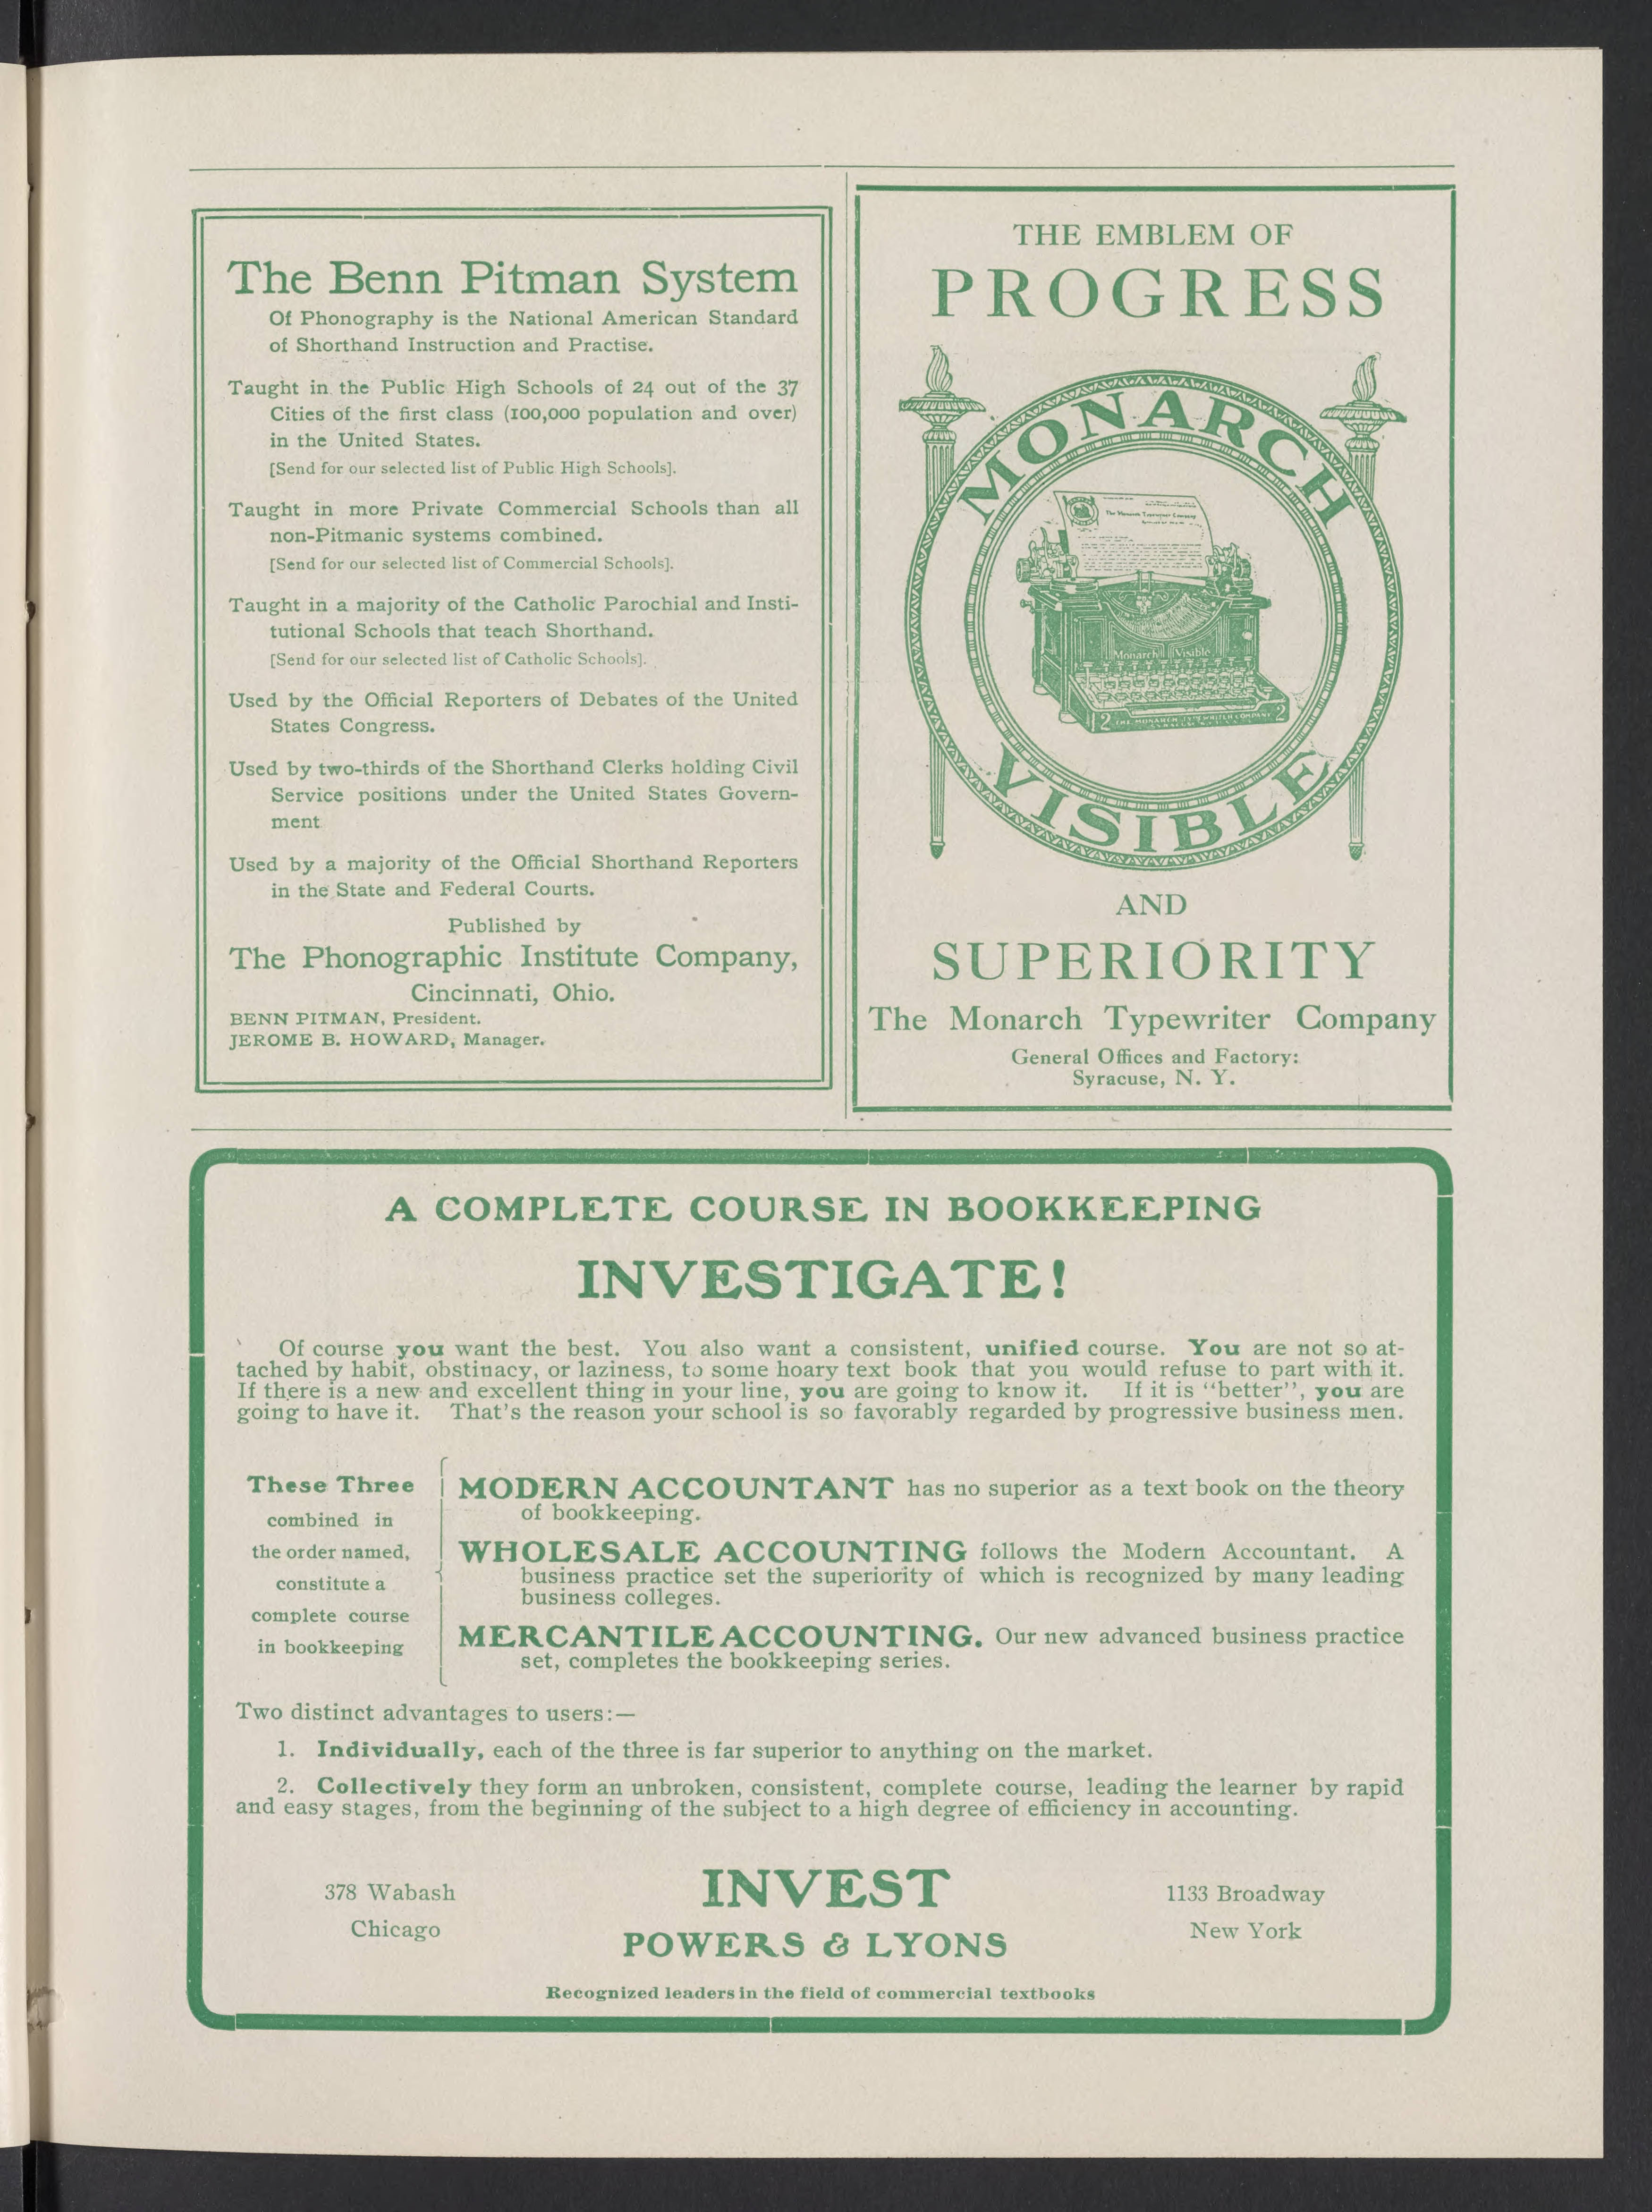 The Benn Pitman System
Of Phonography is the National American Standard
of Shorthand Instruction and Practise.
Taught in the Public High Schools of 24 out of the 37
Cities of the first class (100,000 population and over)
in the United States.
[Send for our selected list of Public High Schools].
Taught in more Private Commercial Schools than all
non-Pitmanic systems combined.
[Send for our selected list of Commercial Schools].
Taught in a majority of the Catholic Parochial and Insti-
tutional Schools that teach Shorthand.
[Send for our selected list of Catholic Schools].
Used by the Official Reporters of Debates of the United
States Congress.
Used by two-thirds of the Shorthand Clerks holding Civil
Service positions under the United States Govern-
ment
Used by a majority of the Official Shorthand Reporters
in the State and Federal Courts.
Published by
The Phonographic Institute Company,
Cincinnati, Ohio.
BENN PITMAN, President.
JEROME B. HOWARD, Manager.
THE EMBLEM OF
PROGRESS
MONARCH
The Monarch Typewriter Company
Monarch Visible
2 THE MONARCH TYPEWRITER COMPANY 2
VISIBLE
AND
SUPERIORITY
The Monarch Typewriter Company
General Offices and Factory:
Syracuse, N. Y.
A COMPLETE COURSE IN BOOKKEEPING
INVESTIGATE!
Of course you want the best. You also want a consistent, unified course. You are not so at-
tached by habit, obstinacy, or laziness, to some hoary text book that you would refuse to part with it.
If there is a new and excellent thing in your line, you are going to know it. If it is "better", you are
going to have it. That's the reason your school is so favorably regarded by progressive business men.
These Three
combined in
the order named,
constitute a
complete course
in bookkeeping
MODERN ACCOUNTANT has no superior as a text book on the theory
of bookkeeping.
WHOLESALE ACCOUNTING follows the Modern Accountant. A
business practice set the superiority of which is recognized by many leading
business colleges.
MERCANTILE ACCOUNTING. Our new advanced business practice
set, completes the bookkeeping series.
Two distinct advantages to users:—
1. Individually, each of the three is far superior to anything on the market.
2. Collectively they form an unbroken, consistent, complete course, leading the learner by rapid
and easy stages, from the beginning of the subject to a high degree of efficiency in accounting.
378 Wabash
Chicago
INVEST
POWERS & LYONS
1133 Broadway
New York
Recognized leaders in the field of commercial textbooks